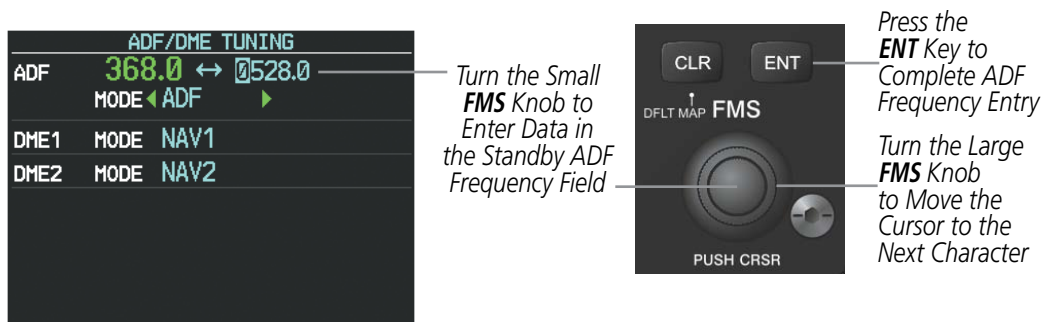 ADF/DME TUNING
ADF 368.0 ↔ 0528.0
MODE ADF
DME1 MODE NAV1
DME2 MODE NAV2
Turn the Small
FMS Knob to
Enter Data in
the Standby ADF
Frequency Field
CLR ENT
DFLT MAP FMS
PUSH CRSR
Press the
ENT Key to
Complete ADF
Frequency Entry
Turn the Large
FMS Knob
to Move the
Cursor to the
Next Character